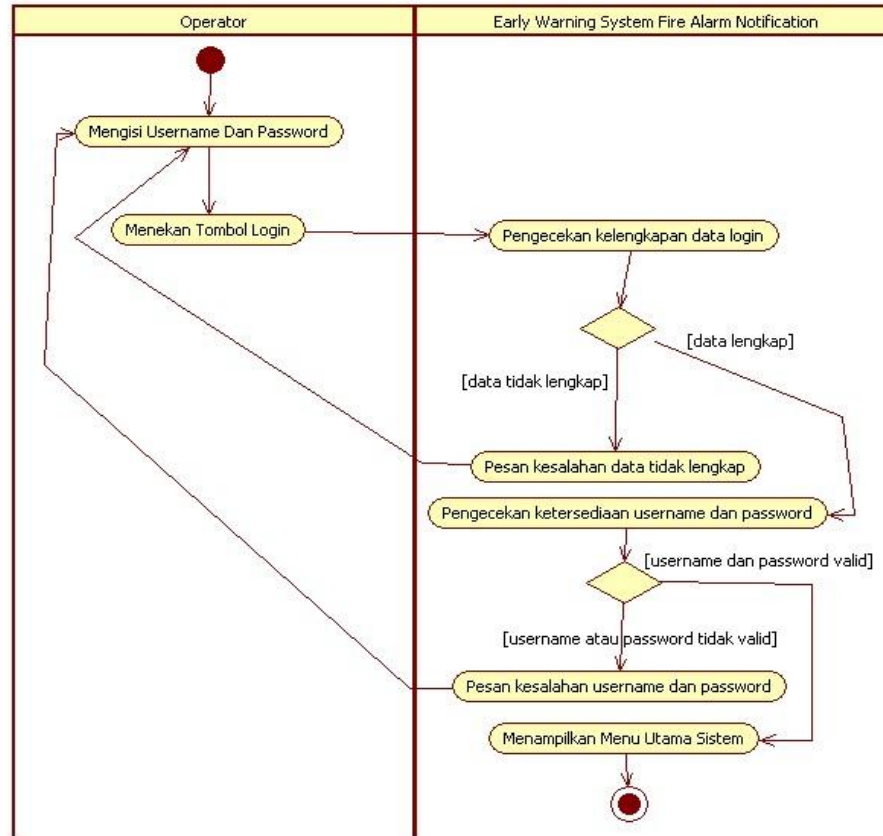 Operator
Early Warning System Fire Alarm Notification
Mengisi Username Dan Password
Menekan Tombol Login
Pengecekan kelengkapan data login
[data lengkap]
[data tidak lengkap]
Pesan kesalahan data tidak lengkap
Pengecekan ketersediaan username dan password
[username dan password valid]
[username atau password tidak valid]
Pesan kesalahan username dan password
Menampilkan Menu Utama Sistem